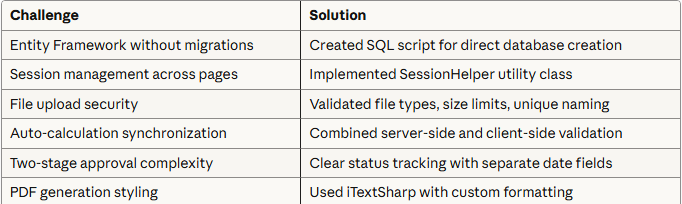 Challenge Solution
Entity Framework without migrations Created SQL script for direct database creation
Session management across pages Implemented SessionHelper utility class
File upload security Validated file types, size limits, unique naming
Auto-calculation synchronization Combined server-side and client-side validation
Two-stage approval complexity Clear status tracking with separate date fields
PDF generation styling Used iTextSharp with custom formatting